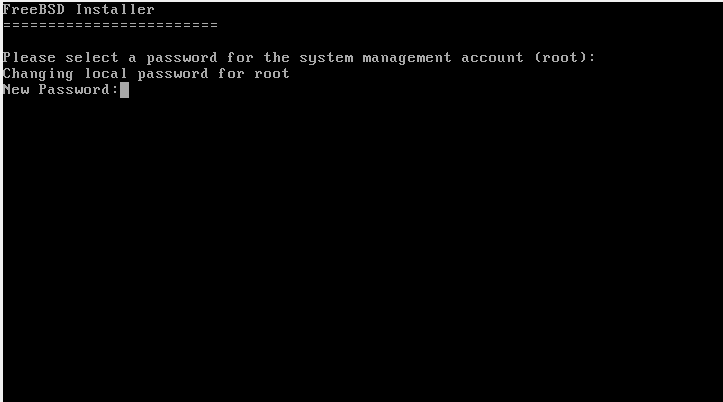 FreeBSD Installer
========================
Please select a password for the system management account (root):
Changing local password for root
New Password: